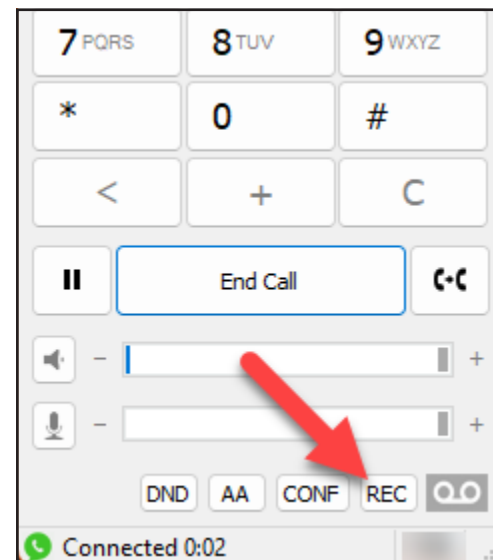 7 PQRS 8 TUV 9 WXYZ
* 0 #
< + C
End Call
- +
- +
DND AA CONF REC
Connected 0:02